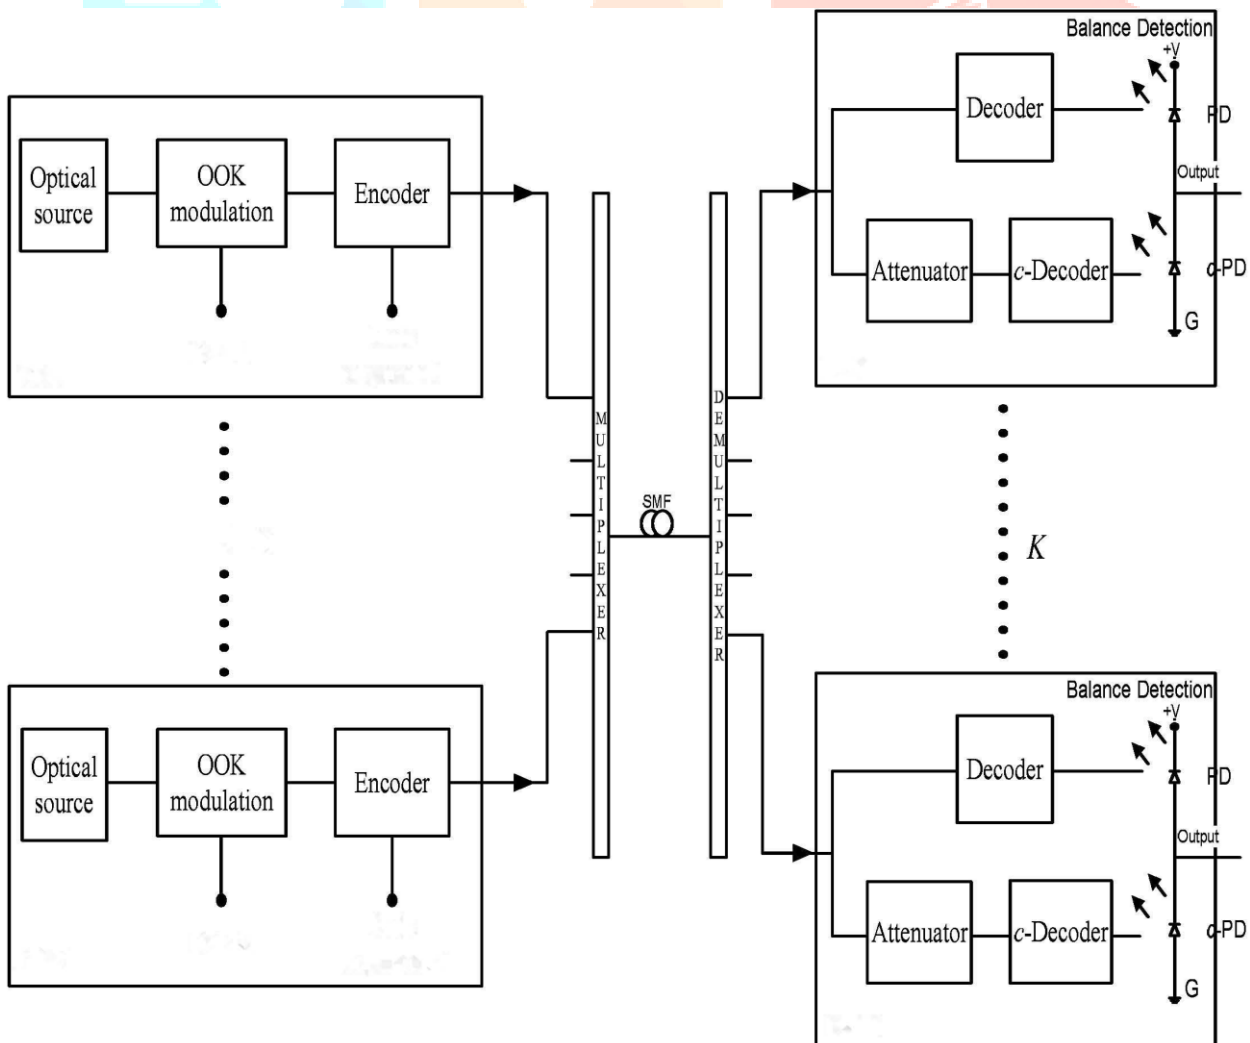 Optical
source
OOK
modulation
Encoder
MULTIPLEXER
SMF
DEMULTIPLEXER
Balance Detection
+V
Decoder
PD
Output
Attenuator
c-Decoder
c-PD
G
K
Optical
source
OOK
modulation
Encoder
Balance Detection
+V
Decoder
PD
Output
Attenuator
c-Decoder
c-PD
G